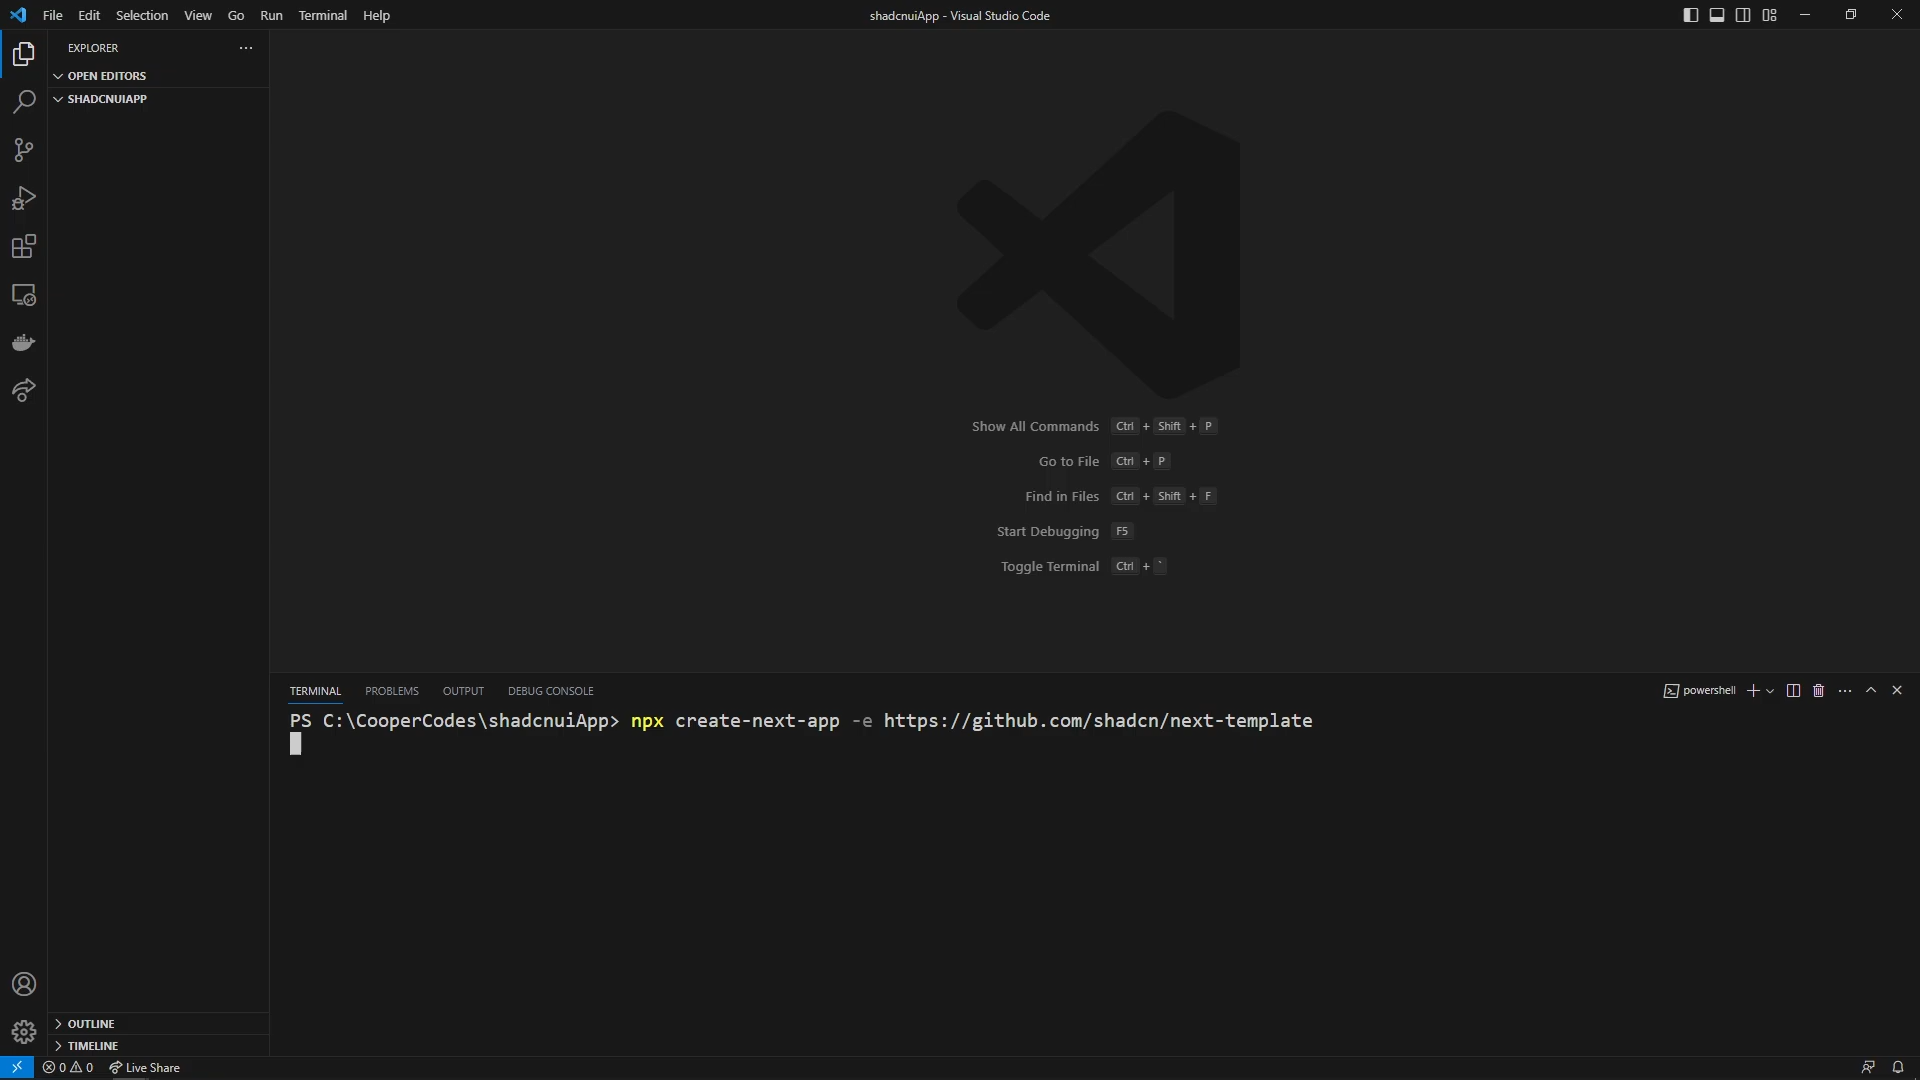 File Edit Selection View Go Run Terminal Help
shadcnuiApp - Visual Studio Code
EXPLORER
OPEN EDITORS
SHADCNUIAPP
Show All Commands Ctrl + Shift + P
Go to File Ctrl + P
Find in Files Ctrl + Shift + F
Start Debugging F5
Toggle Terminal Ctrl + `
TERMINAL PROBLEMS OUTPUT DEBUG CONSOLE
powershell
PS C:\CooperCodes\shadcnuiApp> npx create-next-app -e https://github.com/shadcn/next-template
OUTLINE
TIMELINE
0 0 Live Share